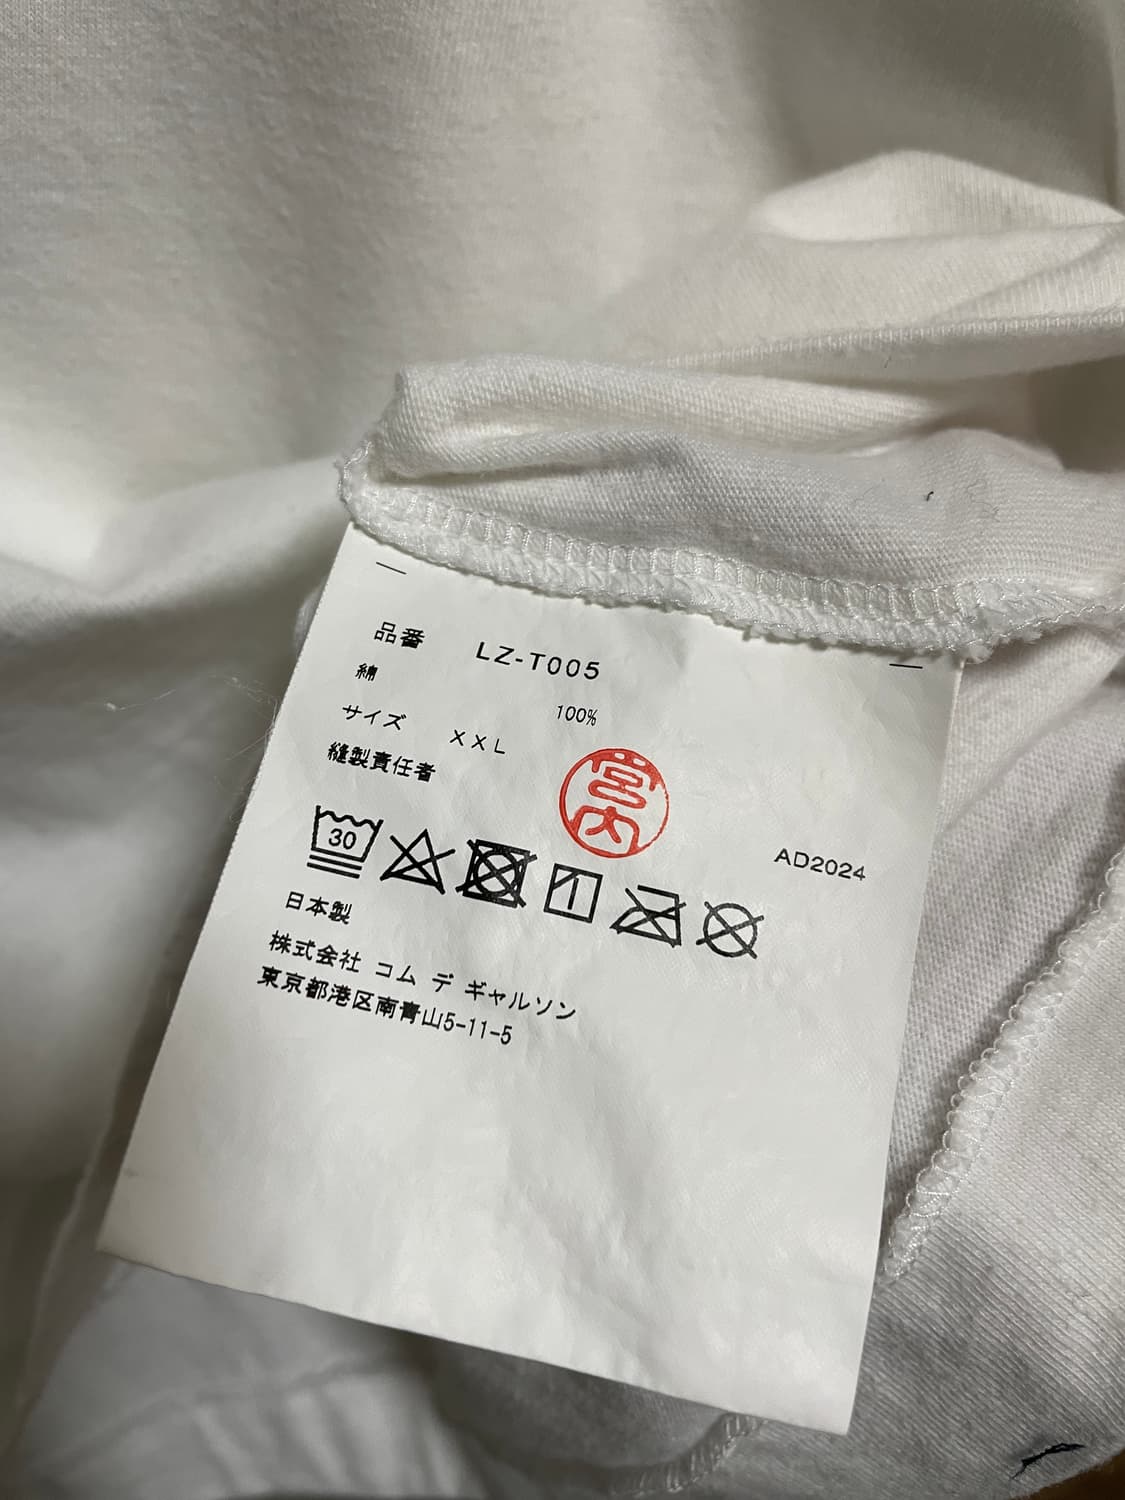 品番 LZ-T005
綿 100%
サイズ XXL
縫製責任者 宮内
AD2024
30
日本製
株式会社 コム デ ギャルソン
東京都港区南青山5-11-5